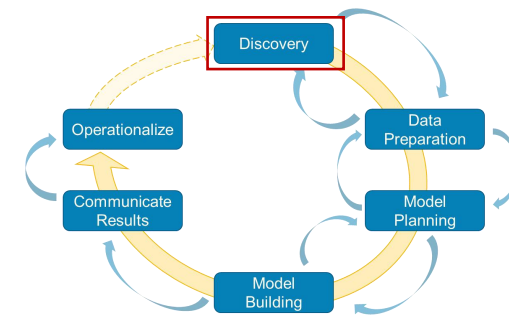 Discovery
Data
Preparation
Model
Planning
Model
Building
Communicate
Results
Operationalize